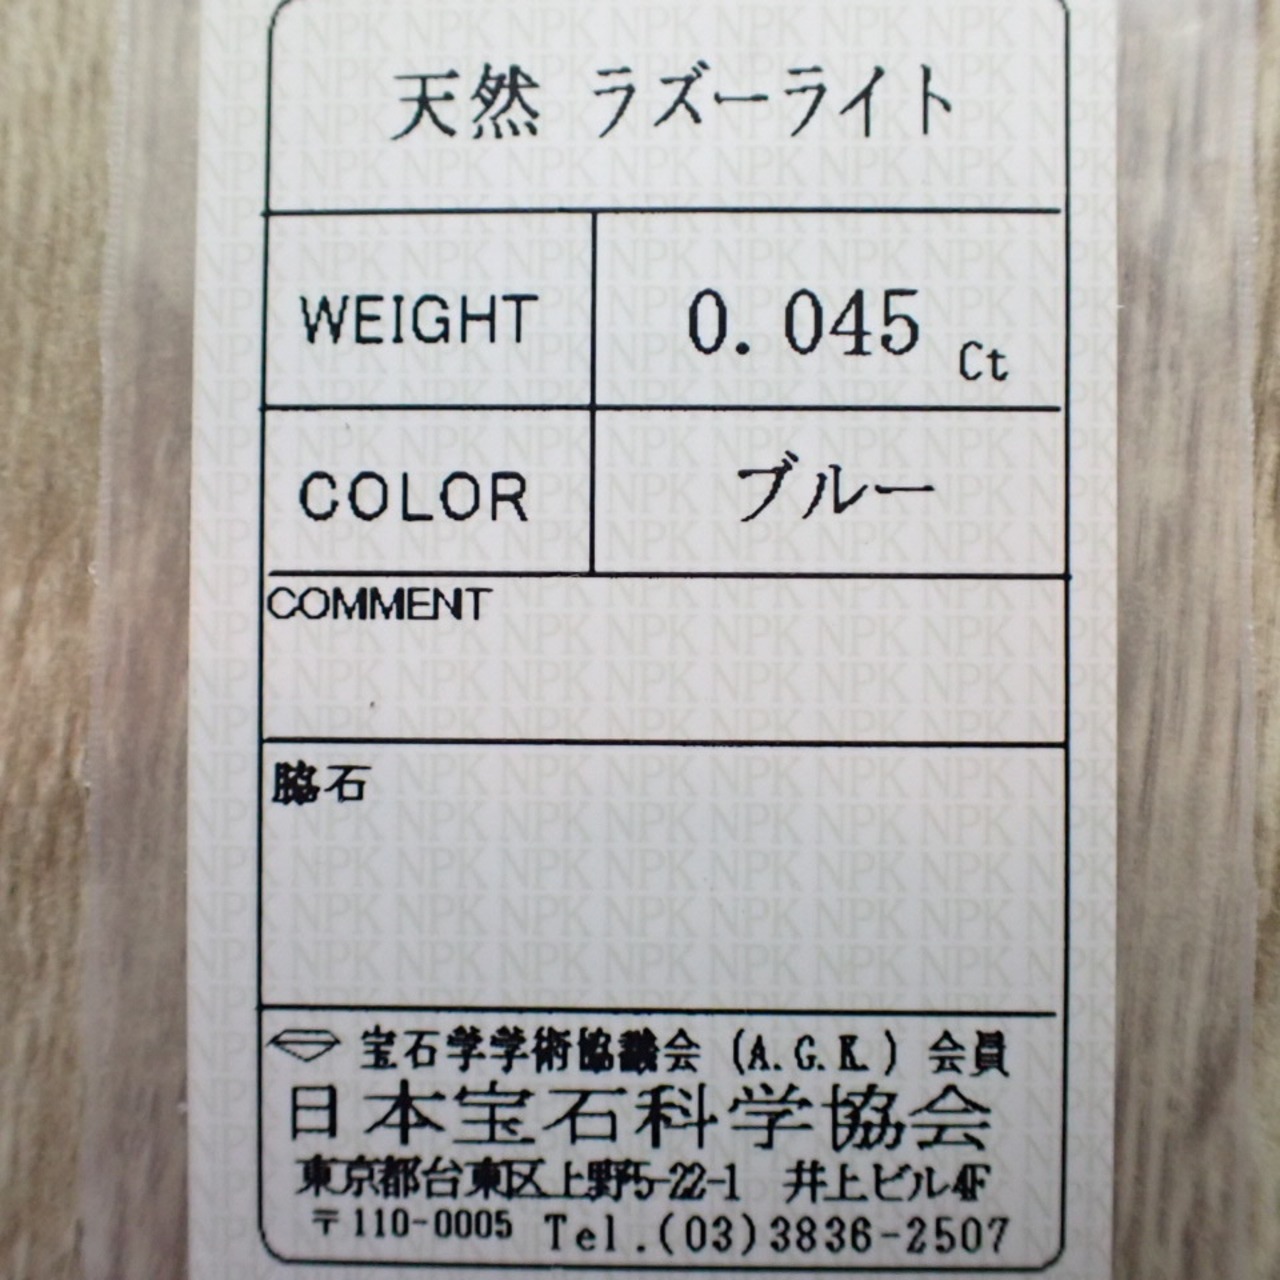 天然 ラズーライト
WEIGHT 0.045 Ct
COLOR ブルー
COMMENT
脇石
宝石学学術協議会 (A.G.K.) 会員
日本宝石科学協会
東京都台東区上野5-22-1 井上ビル4F
〒110-0005 Tel.(03)3836-2507